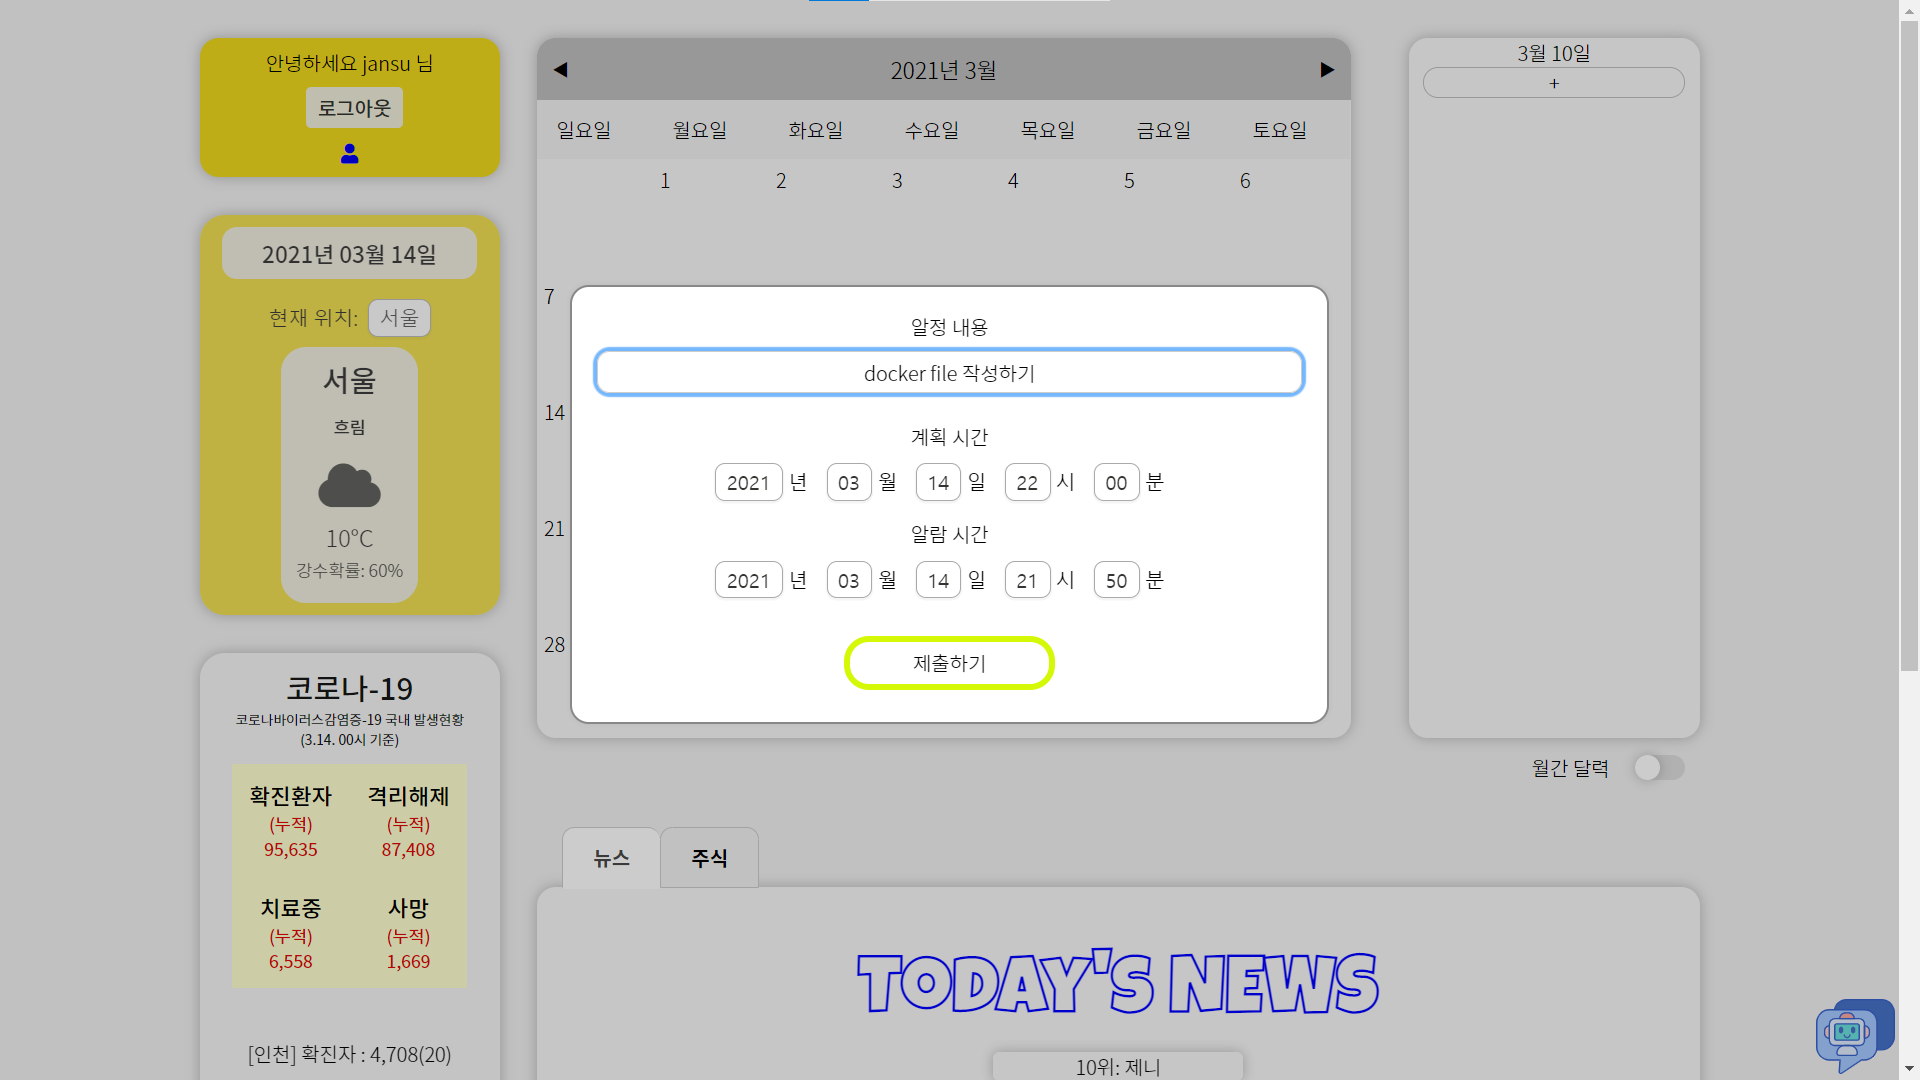 안녕하세요 jansu 님
로그아웃
2021년 03월 14일
현재 위치: 서울
서울
흐림
10°C
강수확률: 60%
코로나-19
코로나바이러스감염증-19 국내 발생현황
(3.14. 00시 기준)
확진환자 격리해제
(누적) (누적)
95,635 87,408
치료중 사망
(누적) (누적)
6,558 1,669
[인천] 확진자 : 4,708(20)
◀ 2021년 3월 ▶
일요일 월요일 화요일 수요일 목요일 금요일 토요일
1 2 3 4 5 6
7
14
21
28
알정 내용
docker file 작성하기
계획 시간
2021 년 03 월 14 일 22 시 00 분
알람 시간
2021 년 03 월 14 일 21 시 50 분
제출하기
3월 10일
+
월간 달력
뉴스 주식
TODAY'S NEWS
10위: 제니